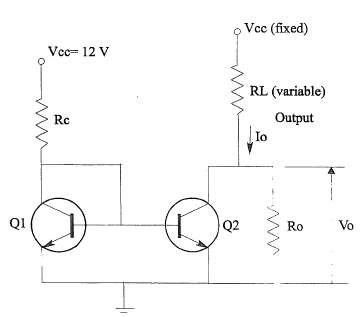 Vcc (fixed)
Vcc= 12 V
RL (variable)
Rc
Output
Io
Q1
Q2
Ro
Vo